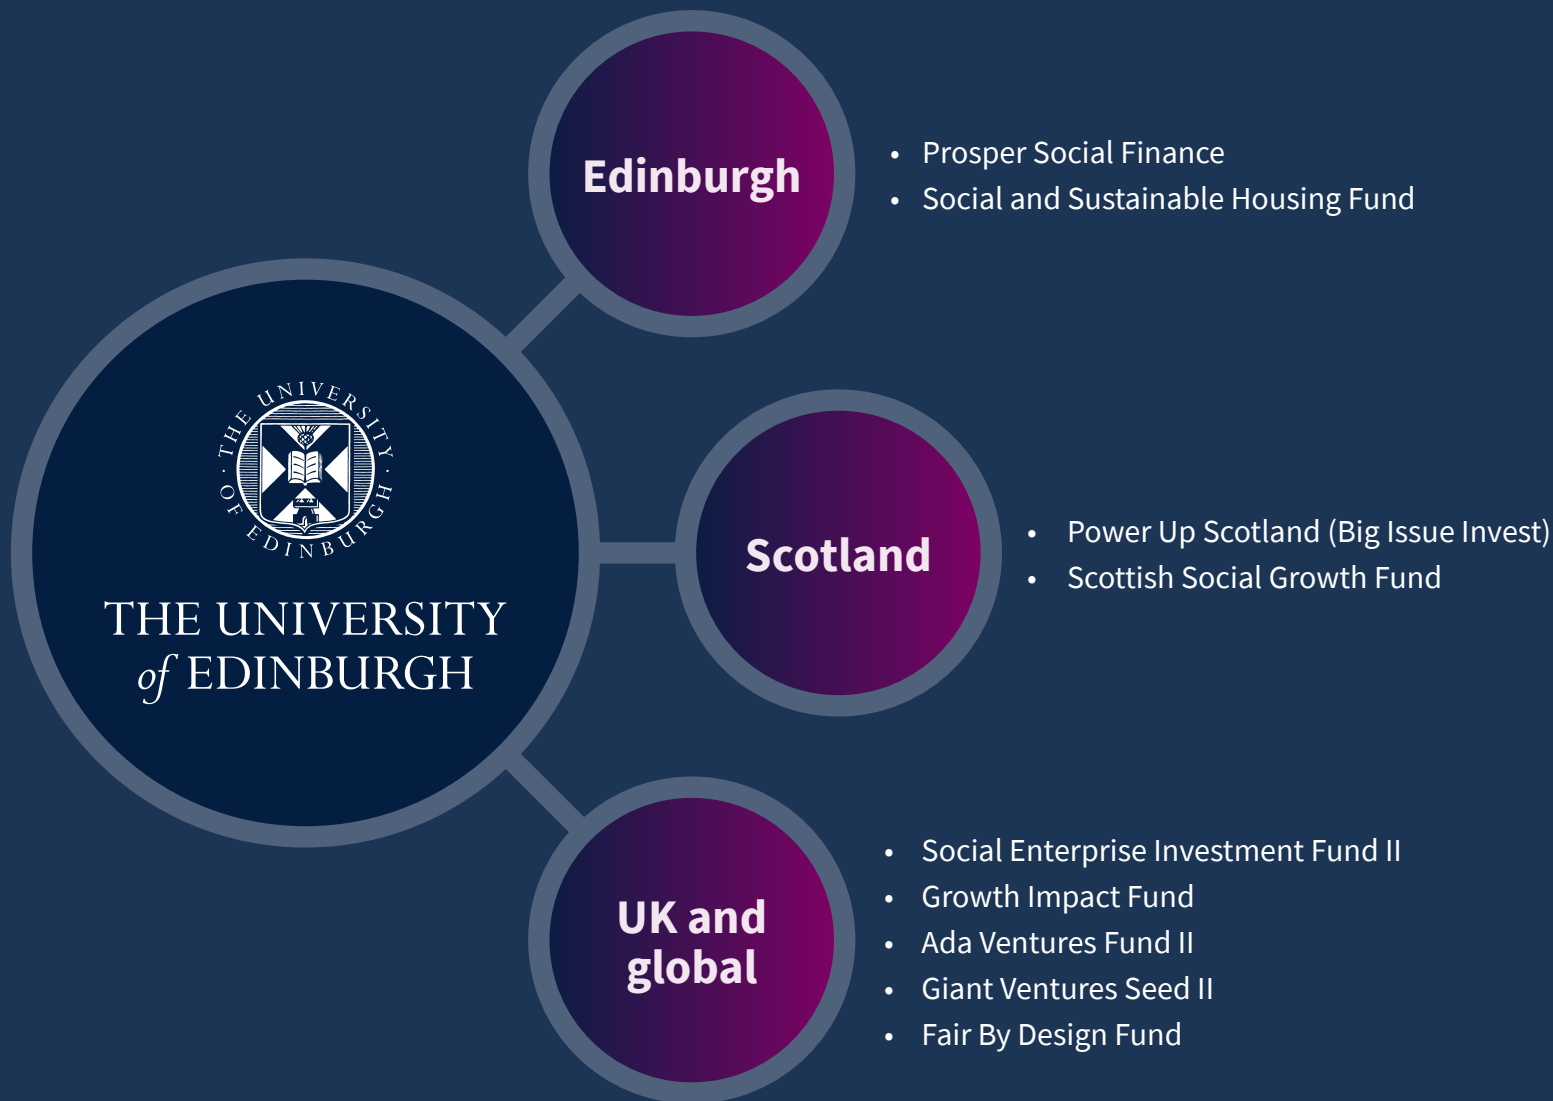 Edinburgh
• Prosper Social Finance
• Social and Sustainable Housing Fund
THE UNIVERSITY · OF EDINBURGH ·
THE UNIVERSITY
of EDINBURGH
Scotland
• Power Up Scotland (Big Issue Invest)
• Scottish Social Growth Fund
UK and
global
• Social Enterprise Investment Fund II
• Growth Impact Fund
• Ada Ventures Fund II
• Giant Ventures Seed II
• Fair By Design Fund